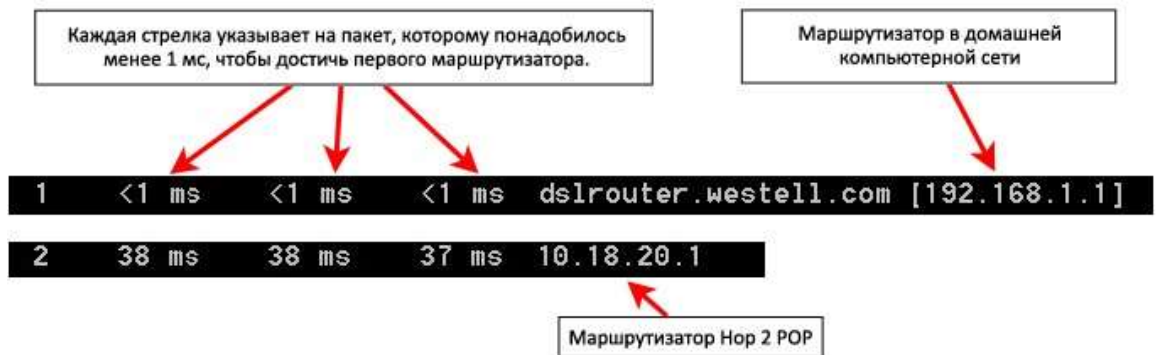 Каждая стрелка указывает на пакет, которому понадобилось
менее 1 мс, чтобы достичь первого маршрутизатора.
Маршрутизатор в домашней
компьютерной сети
1 <1 ms <1 ms <1 ms dslrouter.westell.com [192.168.1.1]
2 38 ms 38 ms 37 ms 10.18.20.1
Маршрутизатор Hop 2 POP